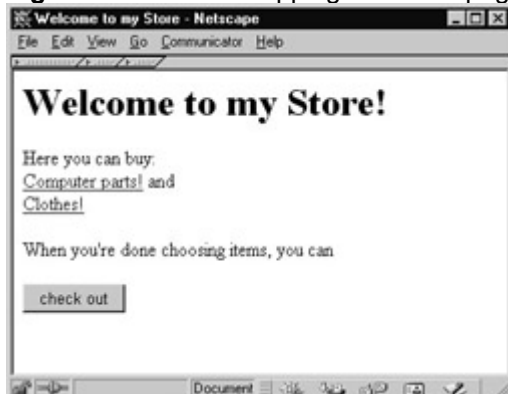 Welcome to my Store - Netscape
File Edit View Go Communicator Help
Welcome to my Store!
Here you can buy:
Computer parts! and
Clothes!
When you're done choosing items, you can
check out
Document